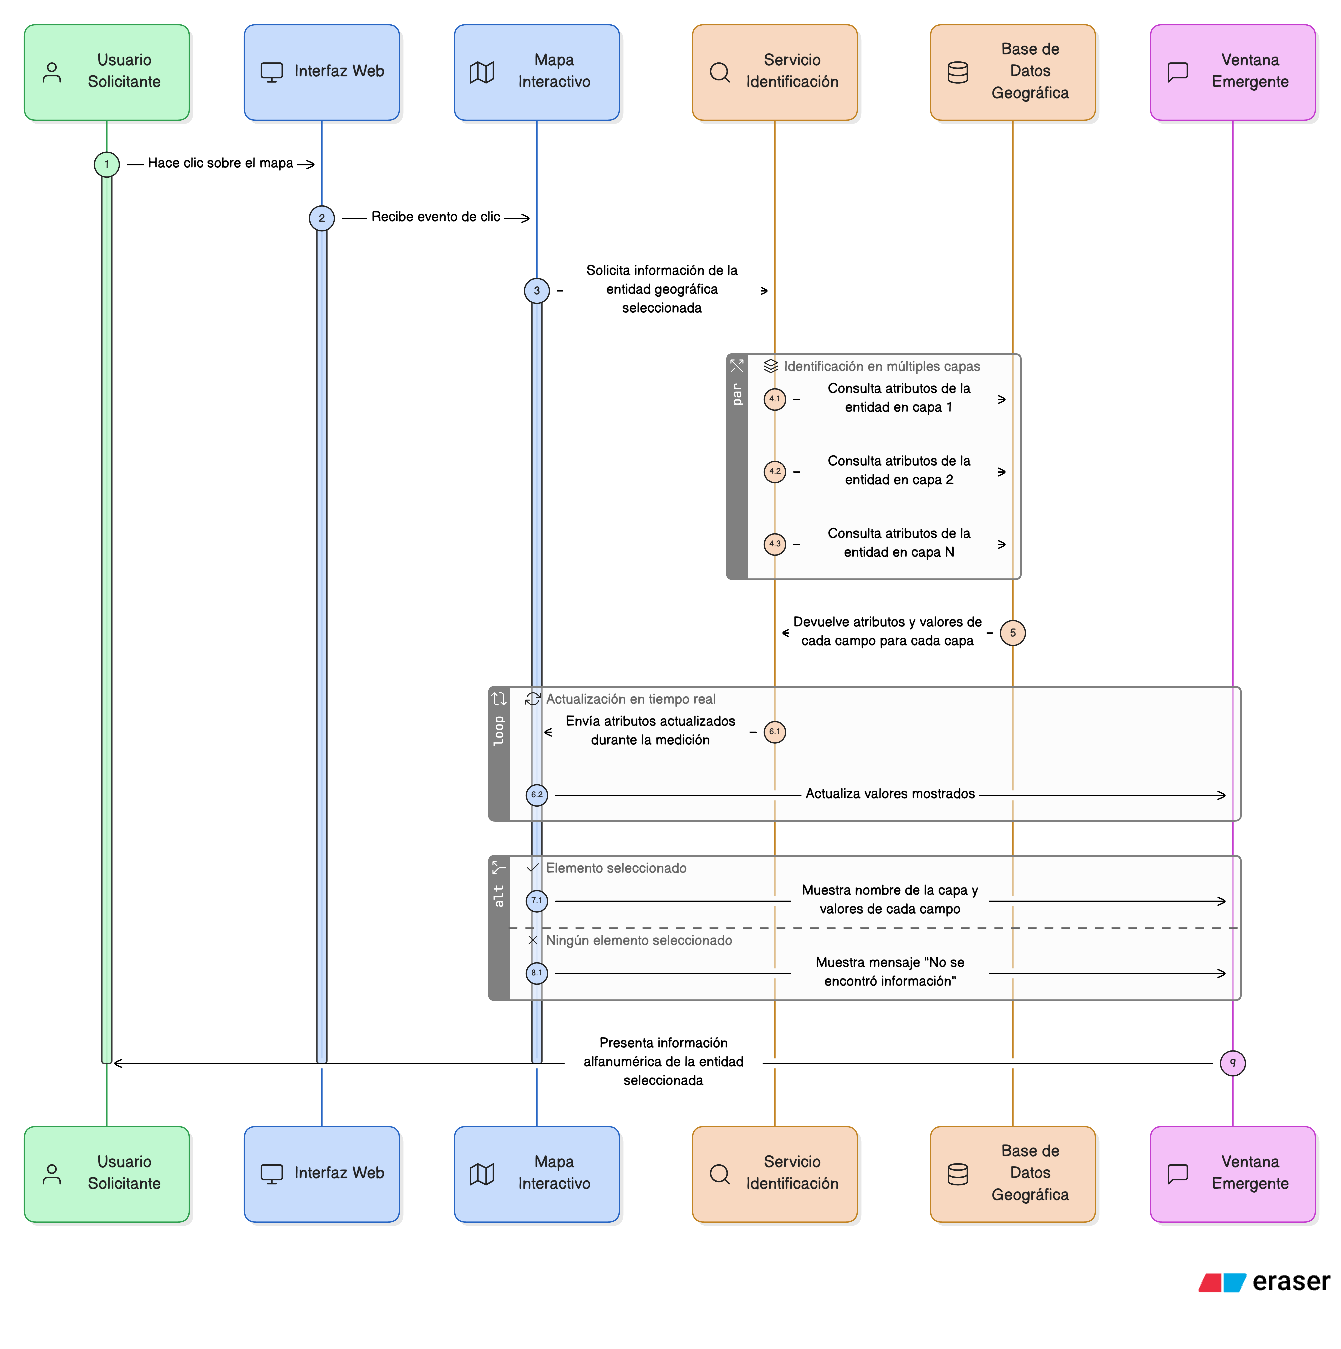 Usuario
Solicitante
Interfaz Web
Mapa
Interactivo
Servicio
Identificación
Base de
Datos
Geográfica
Ventana
Emergente
1
Hace clic sobre el mapa
2
Recibe evento de clic
3
Solicita información de la
entidad geográfica
seleccionada
par
Identificación en múltiples capas
4.1
Consulta atributos de la
entidad en capa 1
4.2
Consulta atributos de la
entidad en capa 2
4.3
Consulta atributos de la
entidad en capa N
Devuelve atributos y valores de
cada campo para cada capa
5
loop
Actualización en tiempo real
Envía atributos actualizados
durante la medición
6.1
6.2
Actualiza valores mostrados
alt
Elemento seleccionado
7.1
Muestra nombre de la capa y
valores de cada campo
Ningún elemento seleccionado
8.1
Muestra mensaje "No se
encontró información"
Presenta información
alfanumérica de la entidad
seleccionada
9
Usuario
Solicitante
Interfaz Web
Mapa
Interactivo
Servicio
Identificación
Base de
Datos
Geográfica
Ventana
Emergente
eraser